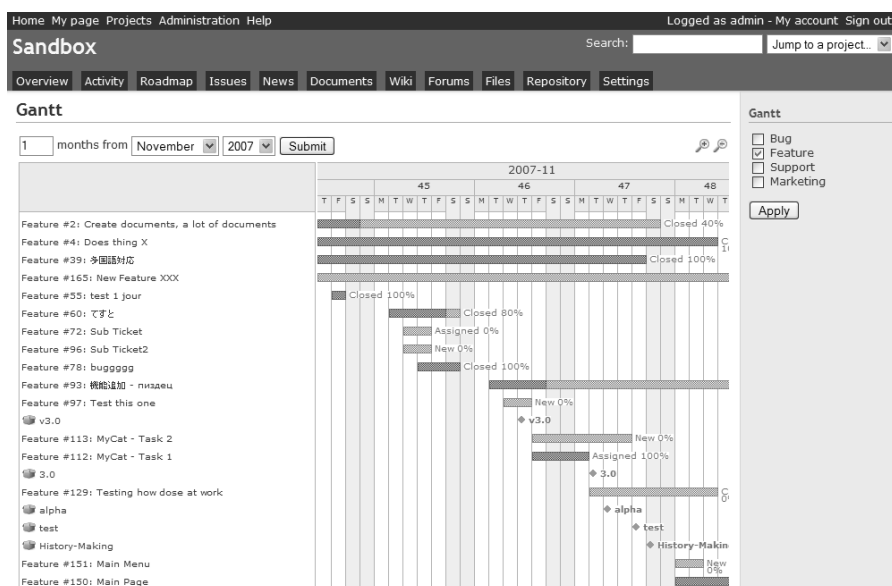 Home My page Projects Administration Help
Logged as admin - My account Sign out
Sandbox
Search:
Jump to a project...
Overview Activity Roadmap Issues News Documents Wiki Forums Files Repository Settings
Gantt
1 months from November 2007 Submit
2007-11
45 46 47 48
T F S S M T W T F S S M T W T F S S M T W T F S S M T W T
Feature #2: Create documents, a lot of documents Closed 40%
Feature #4: Does thing X
Feature #39: 多国語対応 Closed 100%
Feature #165: New Feature XXX
Feature #55: test 1 jour Closed 100%
Feature #60: てすと Closed 80%
Feature #72: Sub Ticket Assigned 0%
Feature #96: Sub Ticket2 New 0%
Feature #78: buggggg Closed 100%
Feature #93: 機能追加 - пиздец
Feature #97: Test this one New 0%
v3.0 v3.0
Feature #113: MyCat - Task 2 New 0%
Feature #112: MyCat - Task 1 Assigned 100%
3.0 3.0
Feature #129: Testing how dose at work
alpha alpha
test test
History-Making History-Makin
Feature #151: Main Menu New 0%
Feature #150: Main Page
Gantt
Bug
Feature
Support
Marketing
Apply